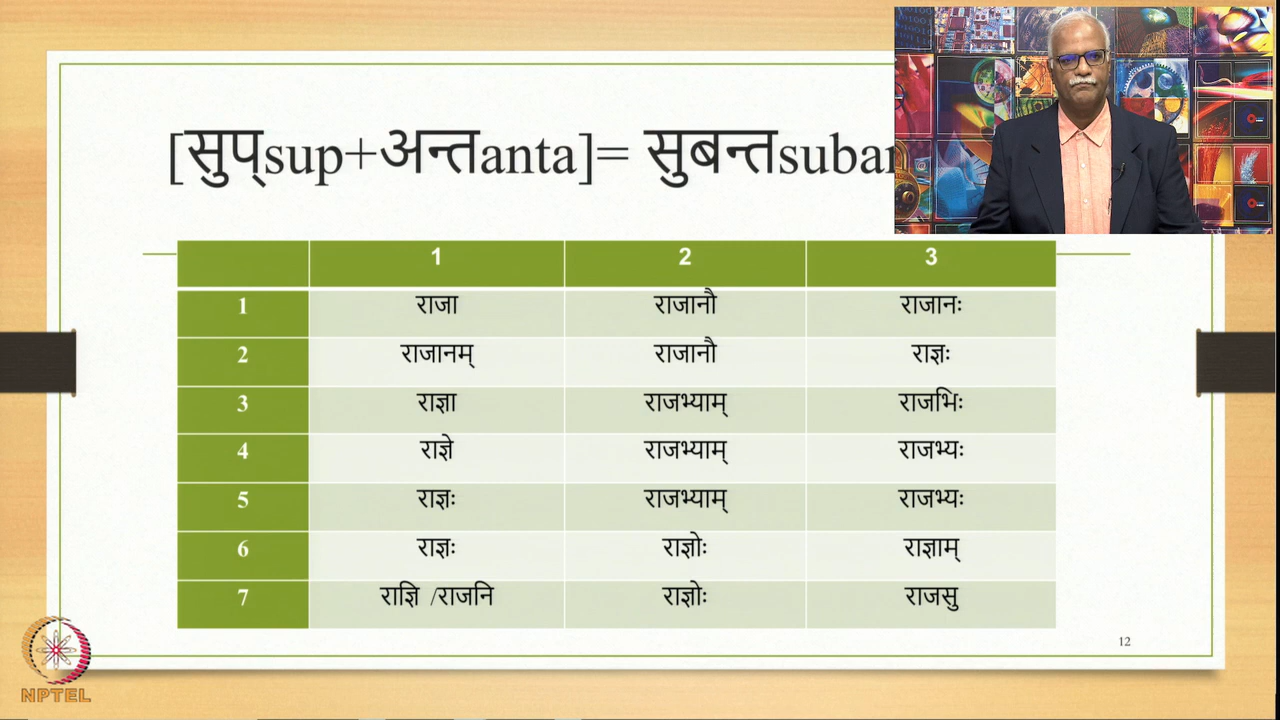 [सुप्sup+अन्तanta]= सुबन्तsubar
1 2 3
1 राजा राजानौ राजानः
2 राजानम् राजानौ राज्ञः
3 राज्ञा राजभ्याम् राजभिः
4 राज्ञे राजभ्याम् राजभ्यः
5 राज्ञः राजभ्याम् राजभ्यः
6 राज्ञः राज्ञोः राज्ञाम्
7 राज्ञि /राजनि राज्ञोः राजसु
12
NPTEL